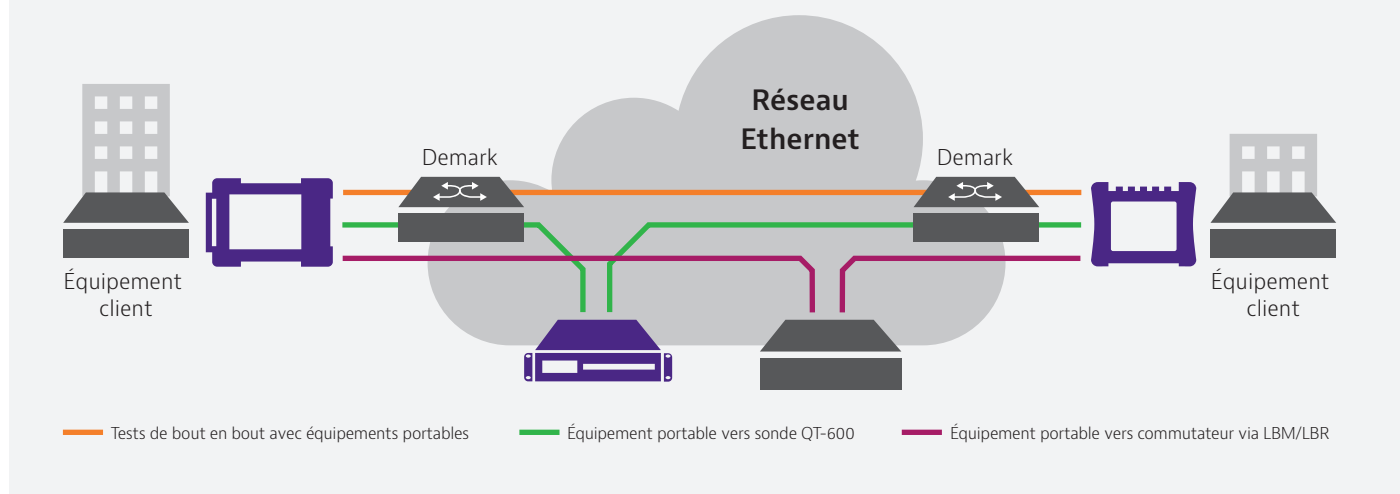 Réseau
Ethernet
Demark
Demark
Équipement
client
Équipement
client
Tests de bout en bout avec équipements portables
Équipement portable vers sonde QT-600
Équipement portable vers commutateur via LBM/LBR